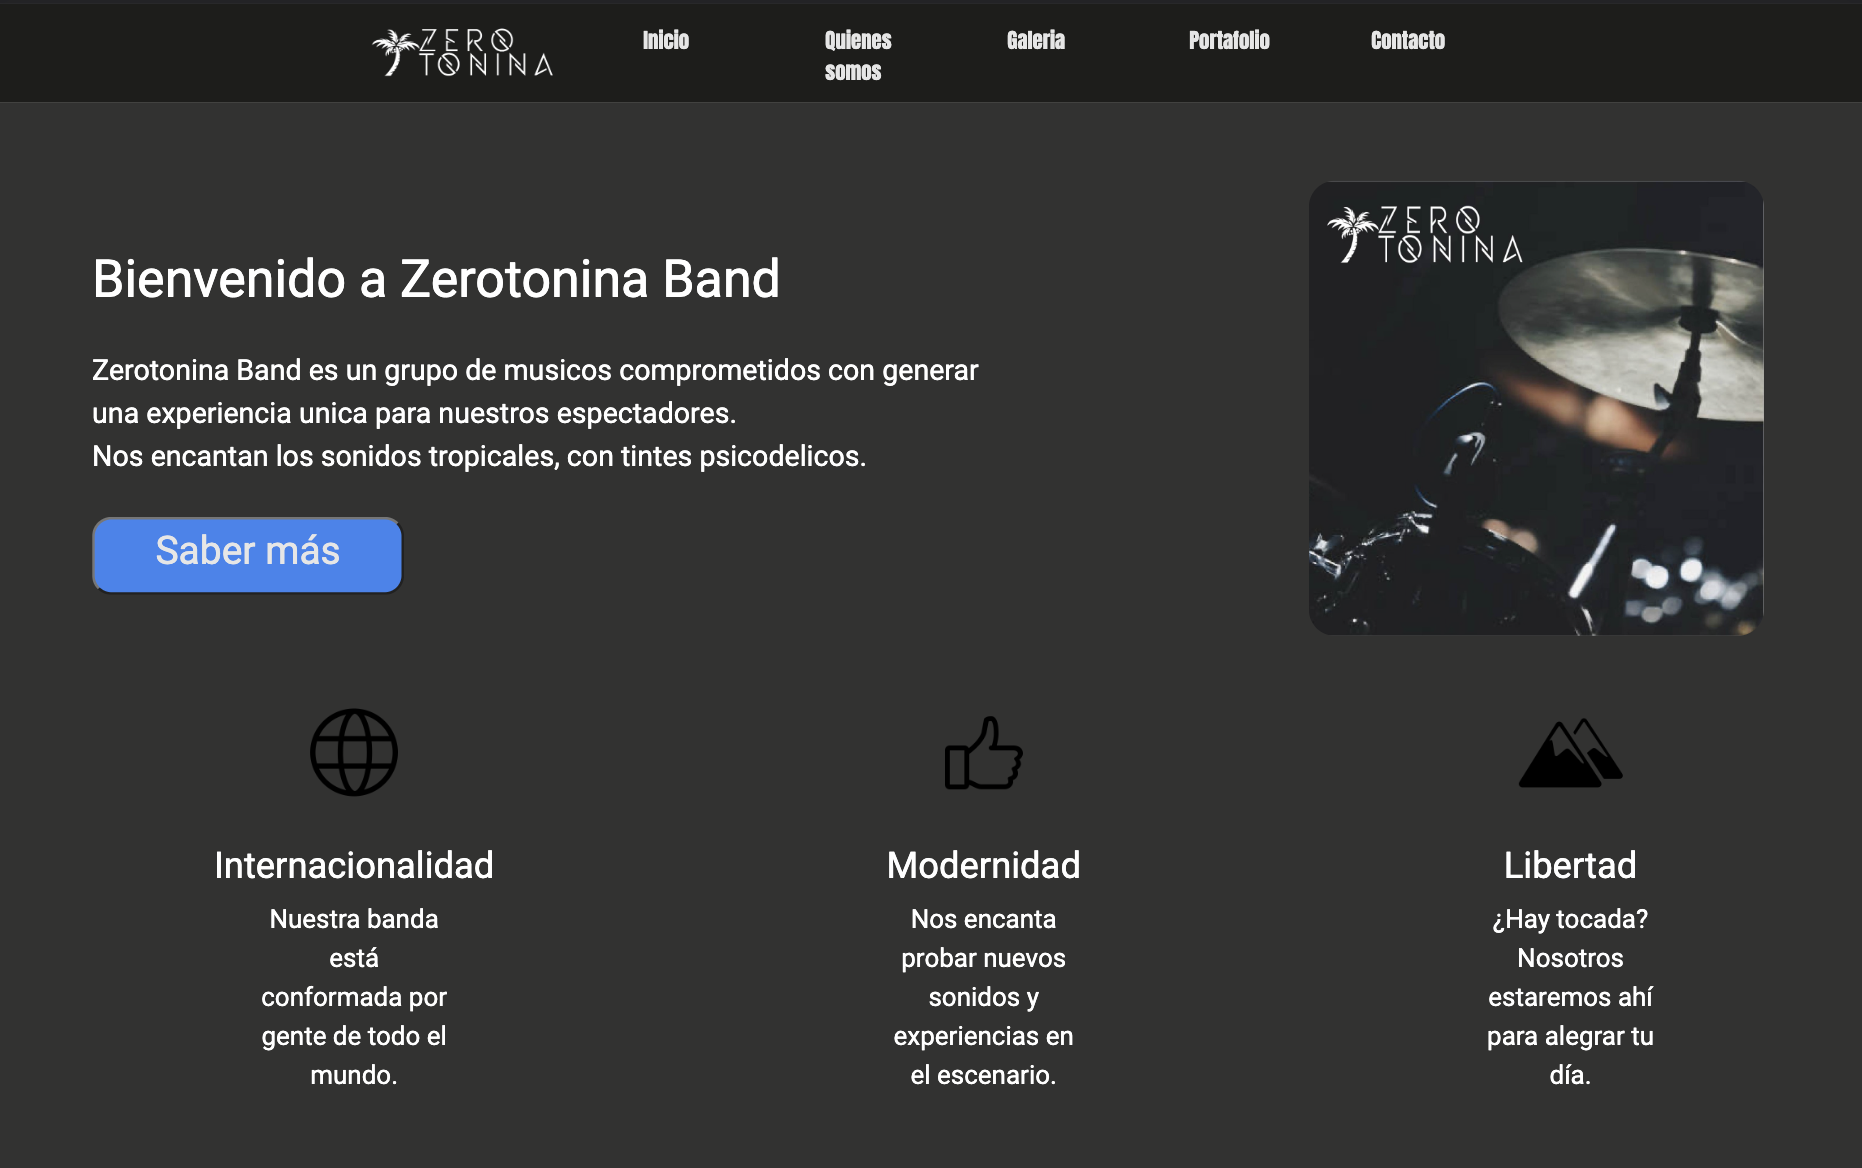 ZERO
TONINA
Inicio
Quienes
somos
Galeria
Portafolio
Contacto
ZERO
TONINA
Bienvenido a Zerotonina Band
Zerotonina Band es un grupo de musicos comprometidos con generar
una experiencia unica para nuestros espectadores.
Nos encantan los sonidos tropicales, con tintes psicodelicos.
Saber más
Internacionalidad
Nuestra banda
está
conformada por
gente de todo el
mundo.
Modernidad
Nos encanta
probar nuevos
sonidos y
experiencias en
el escenario.
Libertad
¿Hay tocada?
Nosotros
estaremos ahí
para alegrar tu
día.